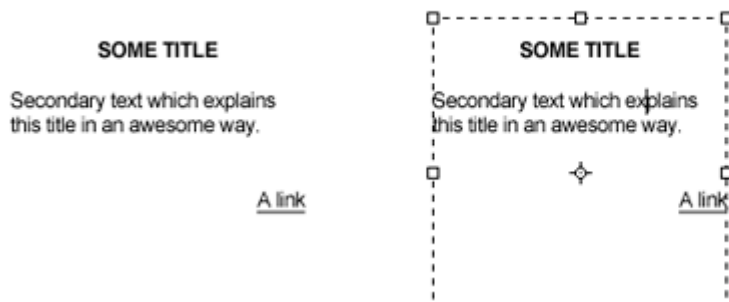 SOME TITLE
Secondary text which explains
this title in an awesome way.
A link
SOME TITLE
Secondary text which explains
this title in an awesome way.
A link